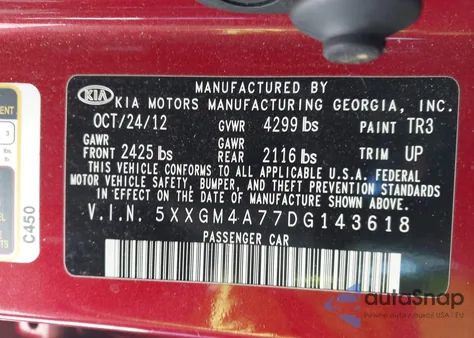 MANUFACTURED BY
KIA KIA MOTORS MANUFACTURING GEORGIA, INC.
OCT/24/12 GVWR 4299 lbs PAINT TR3
GAWR GAWR
FRONT 2425 lbs REAR 2116 lbs TRIM UP
THIS VEHICLE CONFORMS TO ALL APPLICABLE U.S.A. FEDERAL
MOTOR VEHICLE SAFETY, BUMPER, AND THEFT PREVENTION STANDARDS
IN EFFECT ON THE DATE OF MANUFACTURE SHOWN ABOVE.
V.I.N. 5XXGM4A77DG143618
PASSENGER CAR
C450
3
lbs
autoSnap